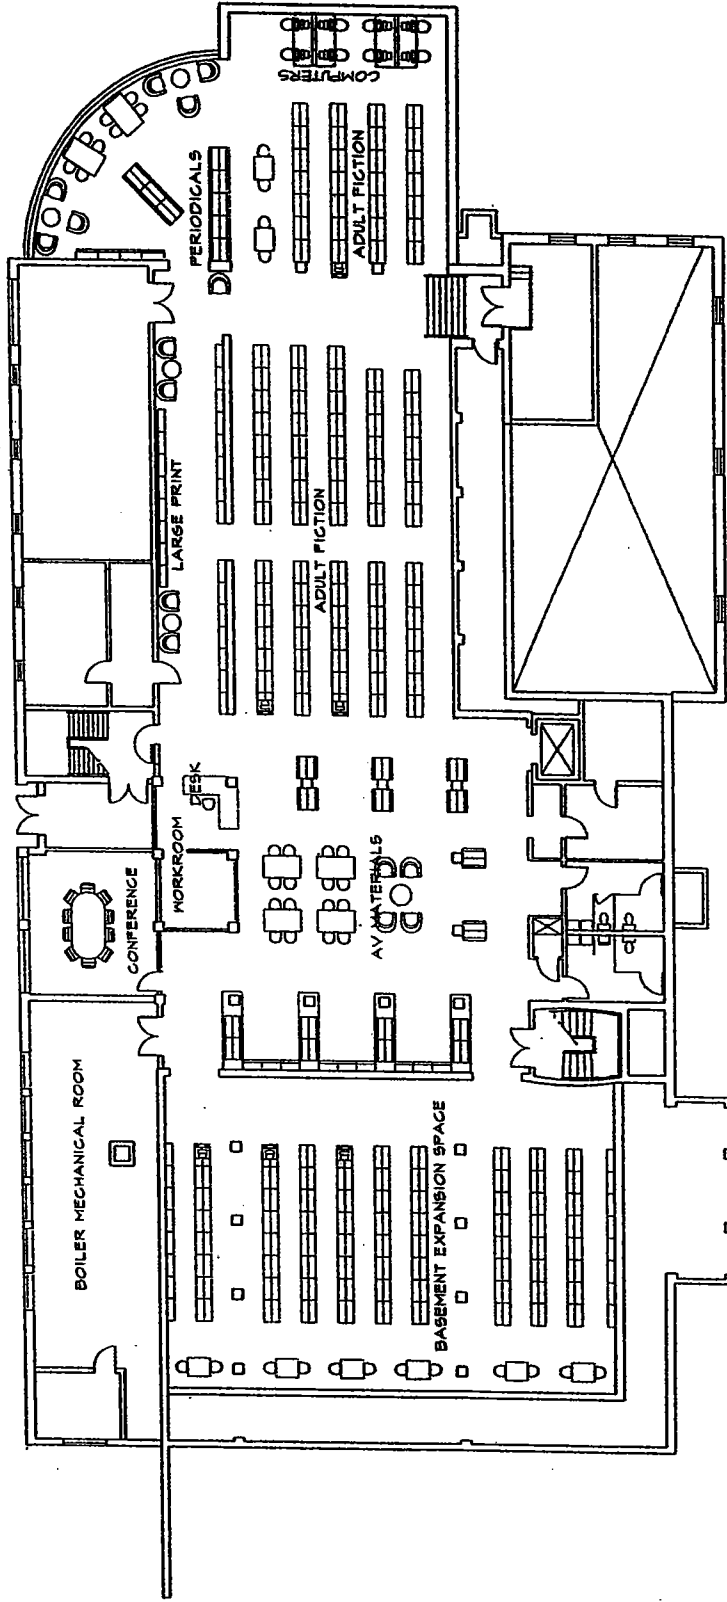 COMPUTERS
PERIODICALS
ADULT FICTION
LARGE PRINT
ADULT FICTION
DESK
WORKROOM
CONFERENCE
AV MATERIALS
BOILER MECHANICAL ROOM
BASEMENT EXPANSION SPACE